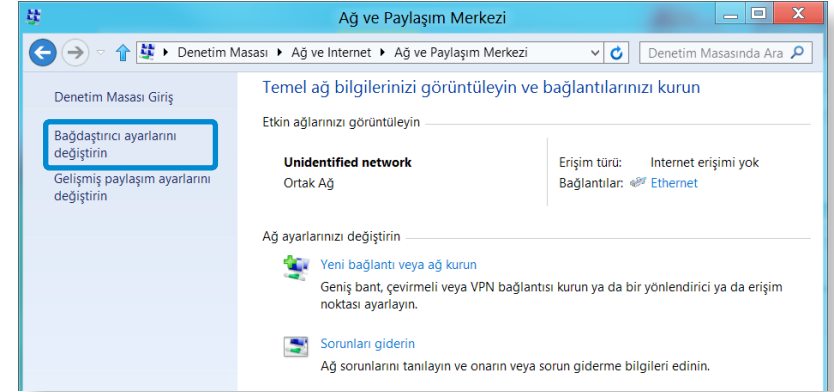 Ağ ve Paylaşım Merkezi
Denetim Masası Ağ ve Internet Ağ ve Paylaşım Merkezi
Denetim Masasında Ara
Denetim Masası Giriş
Bağdaştırıcı ayarlarını
değiştirin
Gelişmiş paylaşım ayarlarını
değiştirin
Temel ağ bilgilerinizi görüntüleyin ve bağlantılarınızı kurun
Etkin ağlarınızı görüntüleyin
Unidentified network
Ortak Ağ
Erişim türü: Internet erişimi yok
Bağlantılar: Ethernet
Ağ ayarlarınızı değiştirin
Yeni bağlantı veya ağ kurun
Geniş bant, çevirmeli veya VPN bağlantısı kurun ya da bir yönlendirici ya da erişim
noktası ayarlayın.
Sorunları giderin
Ağ sorunlarını tanılayın ve onarın veya sorun giderme bilgileri edinin.